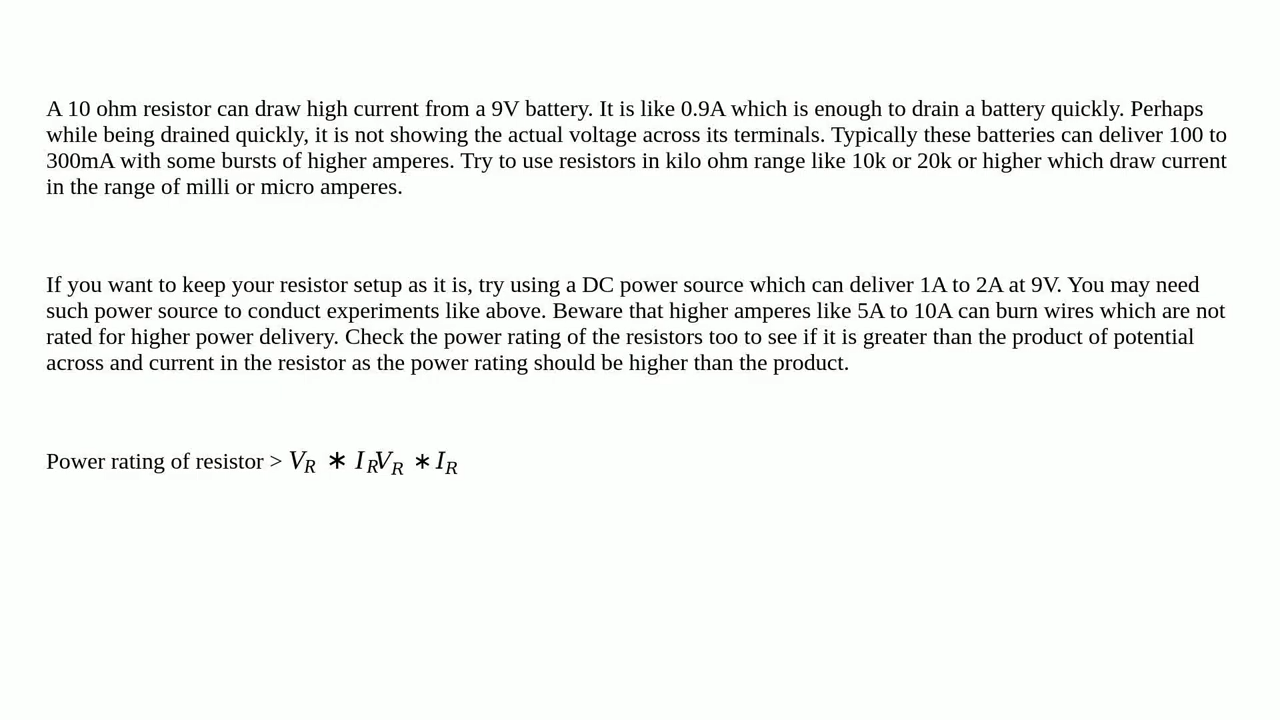 A 10 ohm resistor can draw high current from a 9V battery. It is like 0.9A which is enough to drain a battery quickly. Perhaps
while being drained quickly, it is not showing the actual voltage across its terminals. Typically these batteries can deliver 100 to
300mA with some bursts of higher amperes. Try to use resistors in kilo ohm range like 10k or 20k or higher which draw current
in the range of milli or micro amperes.
If you want to keep your resistor setup as it is, try using a DC power source which can deliver 1A to 2A at 9V. You may need
such power source to conduct experiments like above. Beware that higher amperes like 5A to 10A can burn wires which are not
rated for higher power delivery. Check the power rating of the resistors too to see if it is greater than the product of potential
across and current in the resistor as the power rating should be higher than the product.
Power rating of resistor > V_R ∗ I_RV_R ∗ I_R